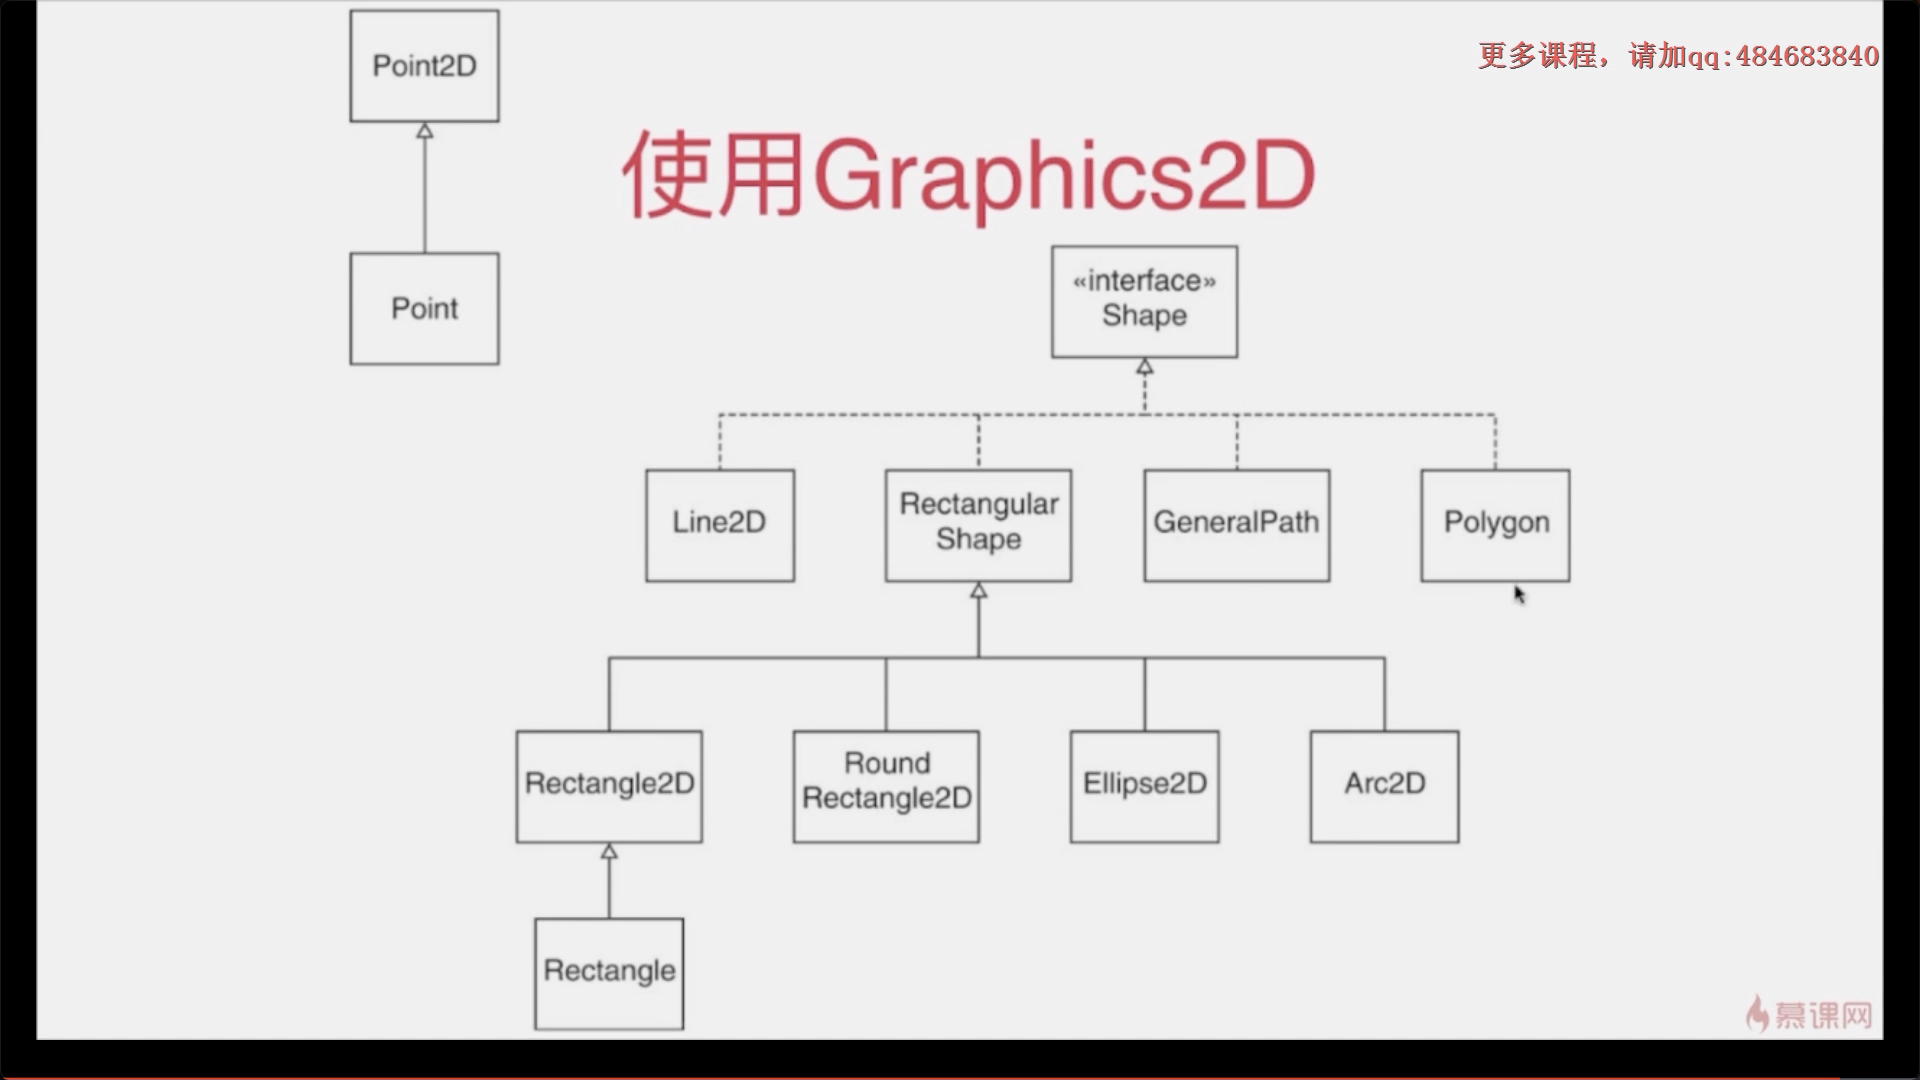 Point2D
更多课程，请加qq:484683840
使用Graphics2D
Point
«interface»
Shape
Line2D
Rectangular
Shape
GeneralPath
Polygon
Rectangle2D
Round
Rectangle2D
Ellipse2D
Arc2D
Rectangle
慕课网